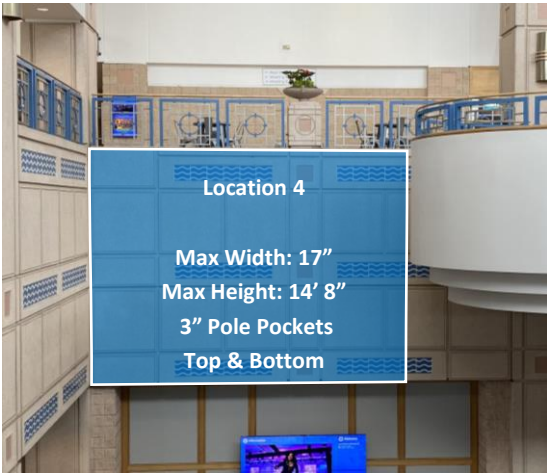 Location 4
Max Width: 17”
Max Height: 14’ 8”
3” Pole Pockets
Top & Bottom